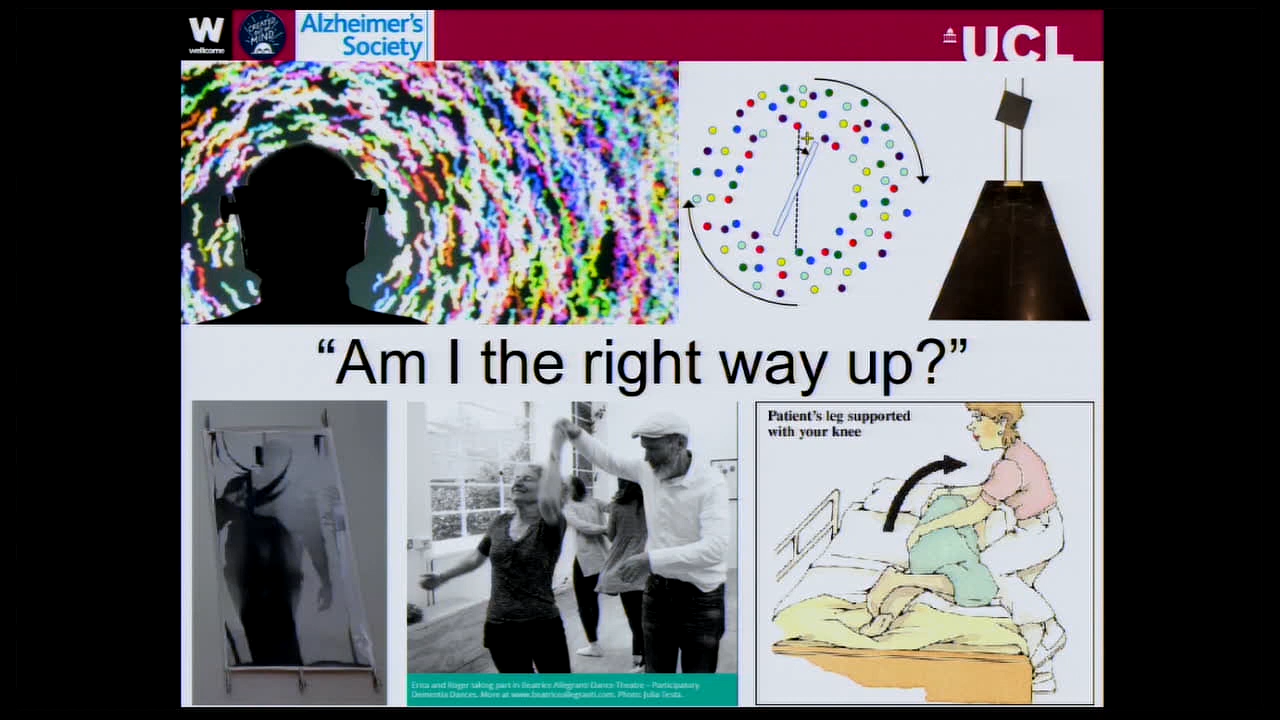 W
wellcome
CREATED
OUT OF
MIND
Alzheimer's
Society
UCL
“Am I the right way up?”
Patient's leg supported
with your knee
Erica and Roger taking part in Beatrice Allegranti Dance Theatre – Participatory
Dementia Dances. More at www.beatriceallegranti.com. Photo: Julia Testa.